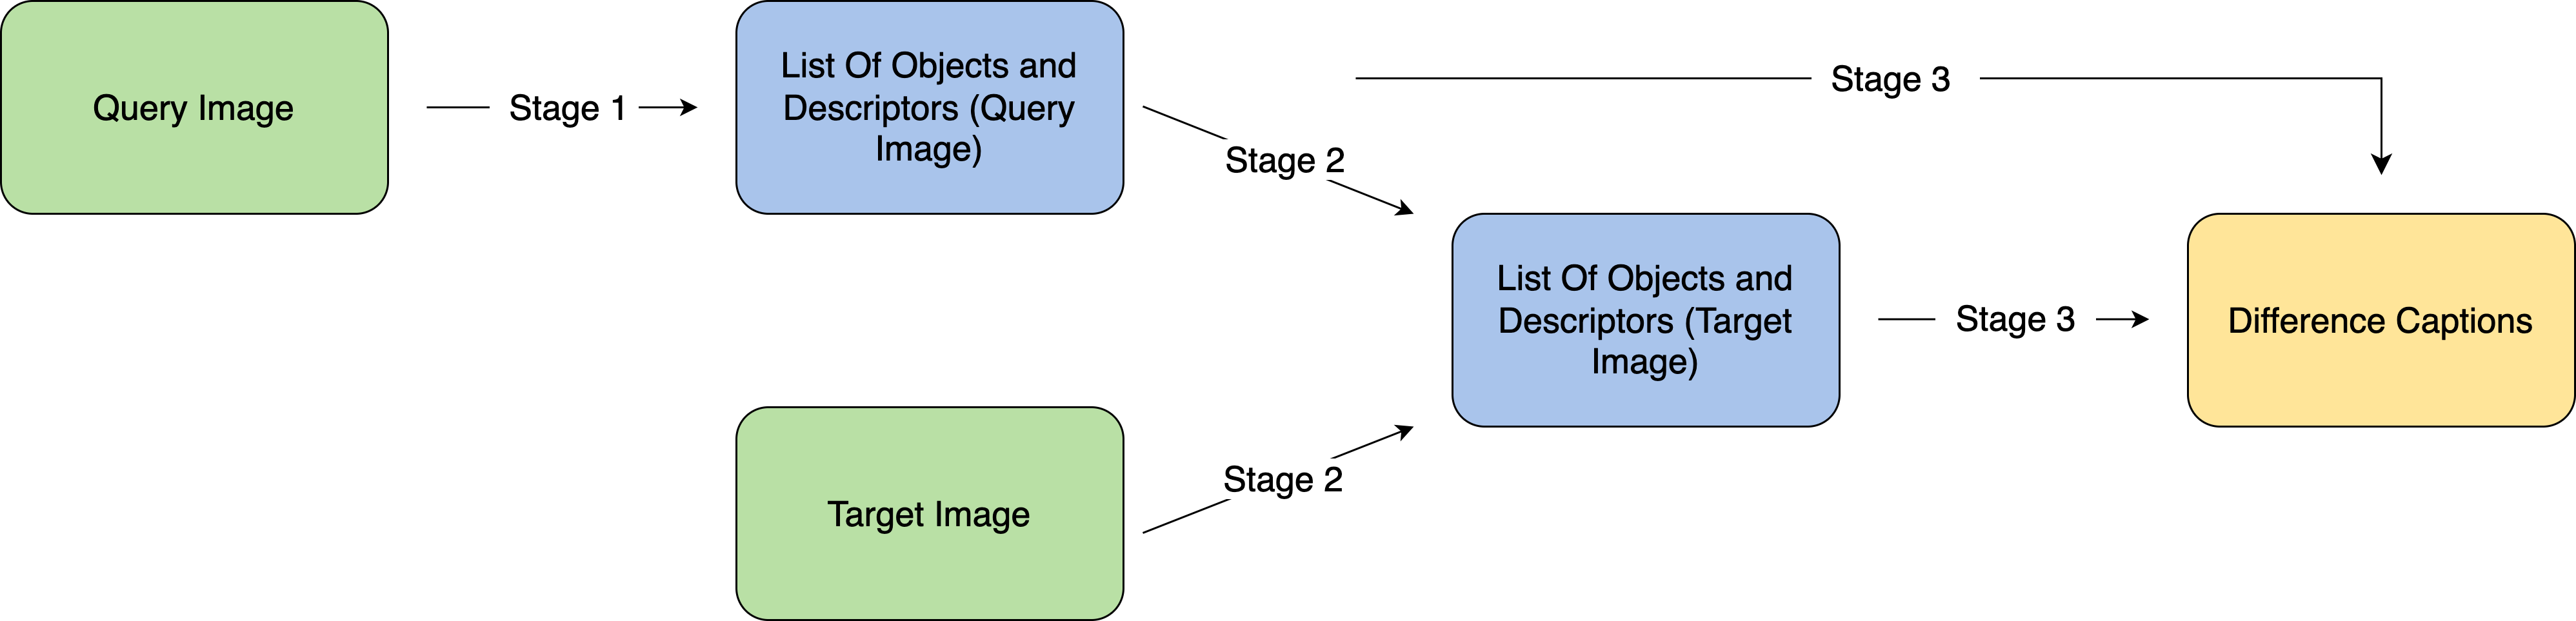 Query Image
Stage 1
List Of Objects and
Descriptors (Query
Image)
Stage 3
Stage 2
List Of Objects and
Descriptors (Target
Image)
Stage 3
Difference Captions
Target Image
Stage 2